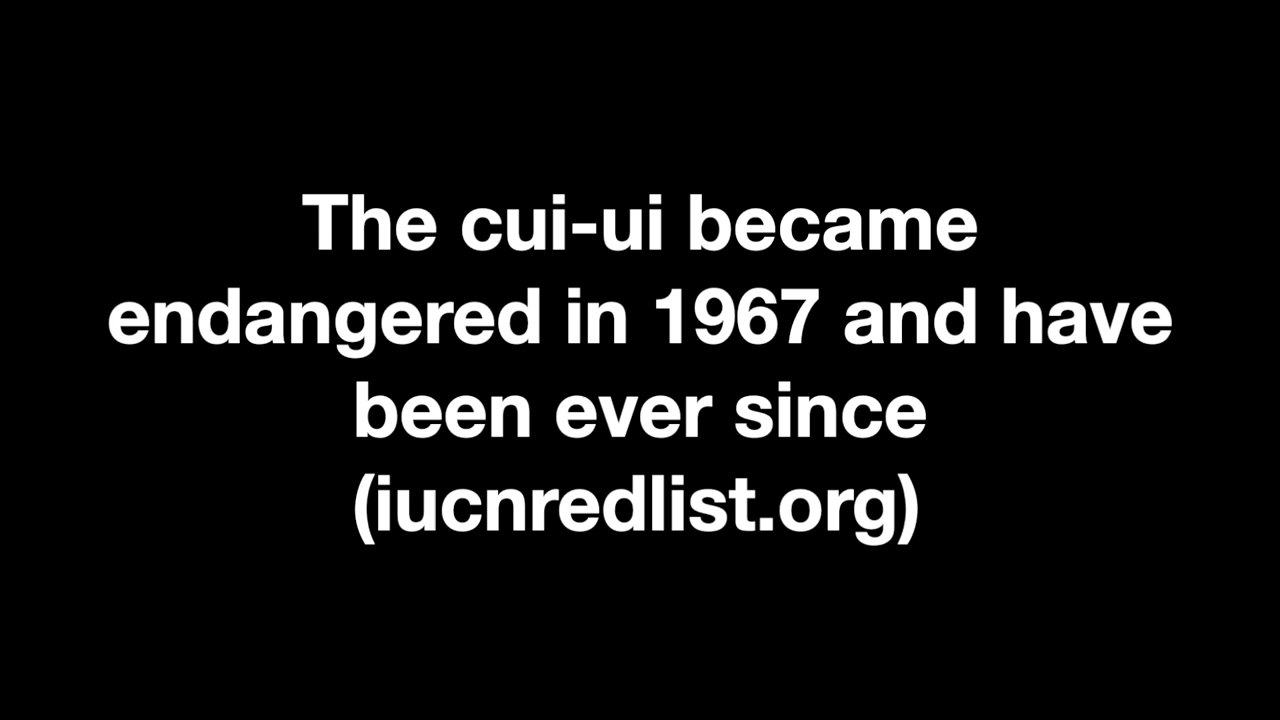 The cui-ui became
endangered in 1967 and have
been ever since
(iucnredlist.org)